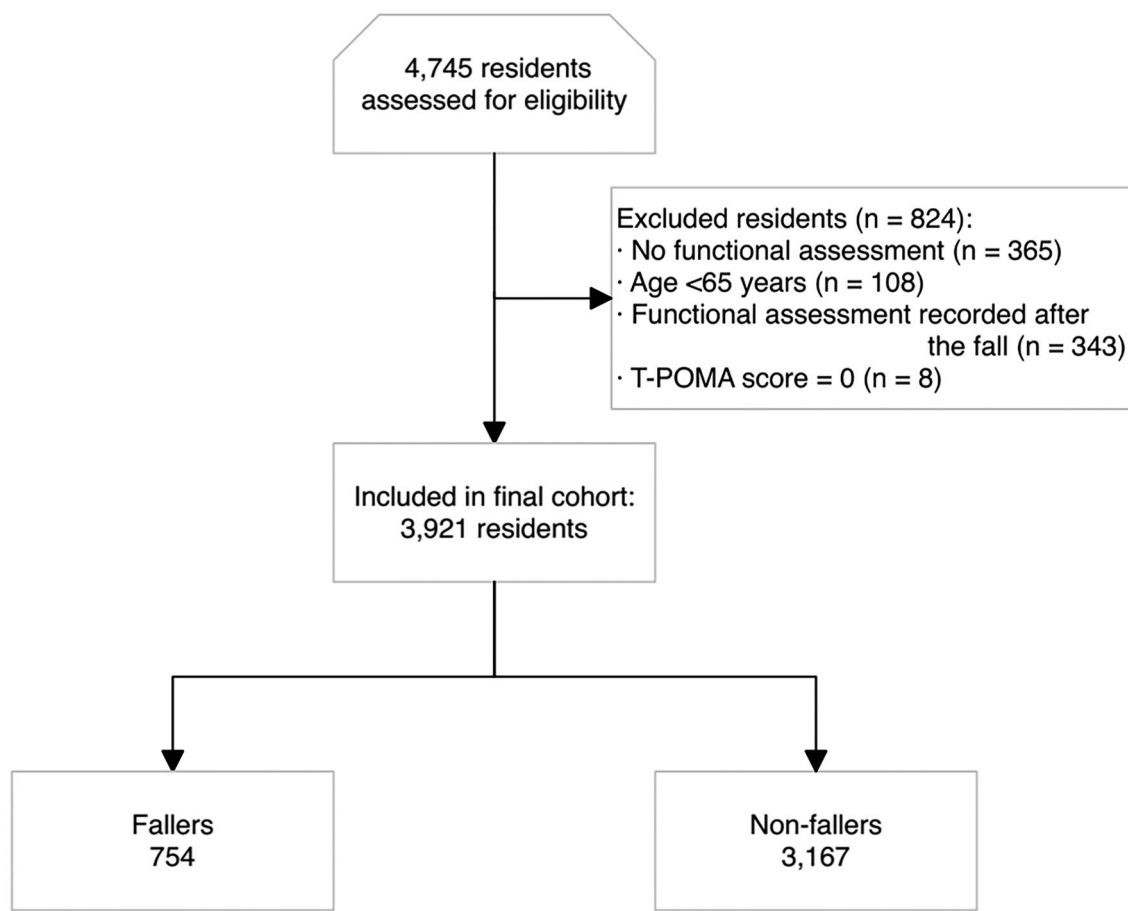 4,745 residents
assessed for eligibility
Excluded residents (n = 824):
· No functional assessment (n = 365)
· Age <65 years (n = 108)
· Functional assessment recorded after
the fall (n = 343)
· T-POMA score = 0 (n = 8)
Included in final cohort:
3,921 residents
Fallers
754
Non-fallers
3,167